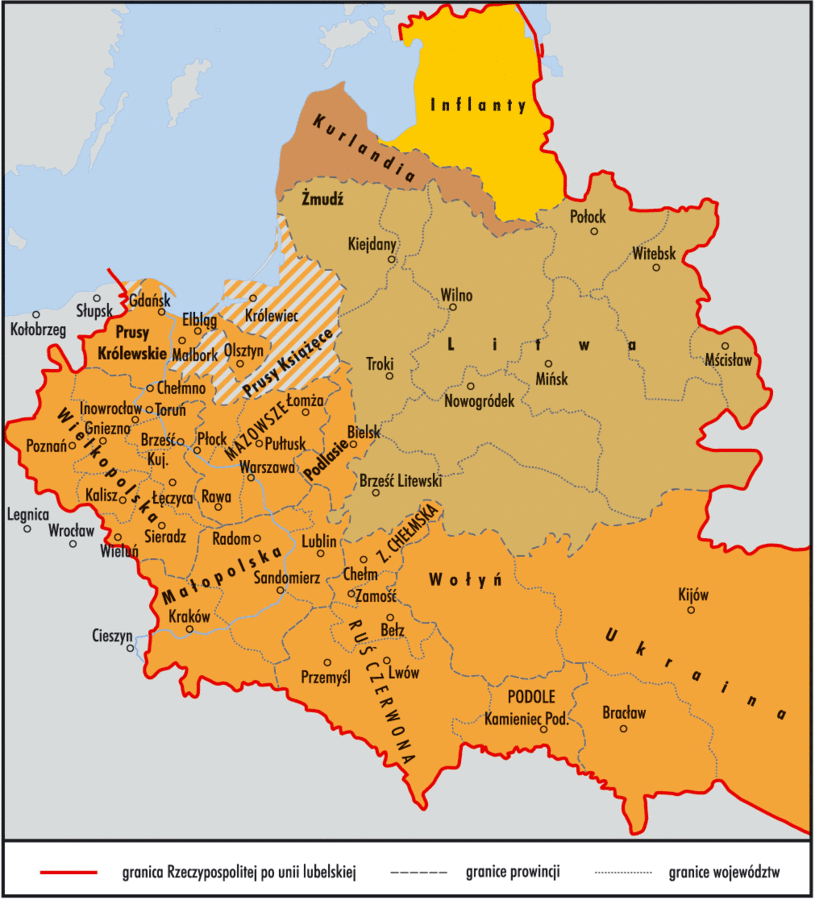 Inflanty
Kurlandia
Żmudź
Połock
Kiejdany
Witebsk
Wilno
Gdańsk
Słupsk
Kołobrzeg
Elbląg
Królewiec
Prusy
Królewskie
Malbork
Olsztyn
Prusy Książęce
Litwa
Mścisław
Troki
Mińsk
Nowogródek
Chełmno
Inowrocław
Toruń
Łomża
MAZOWSZE
Gniezno
Wielkopolska
Poznań
Brześć
Kuj.
Płock
Pułtusk
Bielsk
Podlasie
Warszawa
Brześć Litewski
Kalisz
Łęczyca
Rawa
Legnica
Wrocław
Sieradz
Wieluń
Radom
Lublin
Z. CHEŁMSKA
Małopolska
Chełm
Sandomierz
Wołyń
Zamość
Kijów
Kraków
Bełz
Cieszyn
Ukraina
RUŚ CZERWONA
Przemyśl
Lwów
PODOLE
Kamieniec Pod.
Bracław
granica Rzeczypospolitej po unii lubelskiej
granice prowincji
granice województw